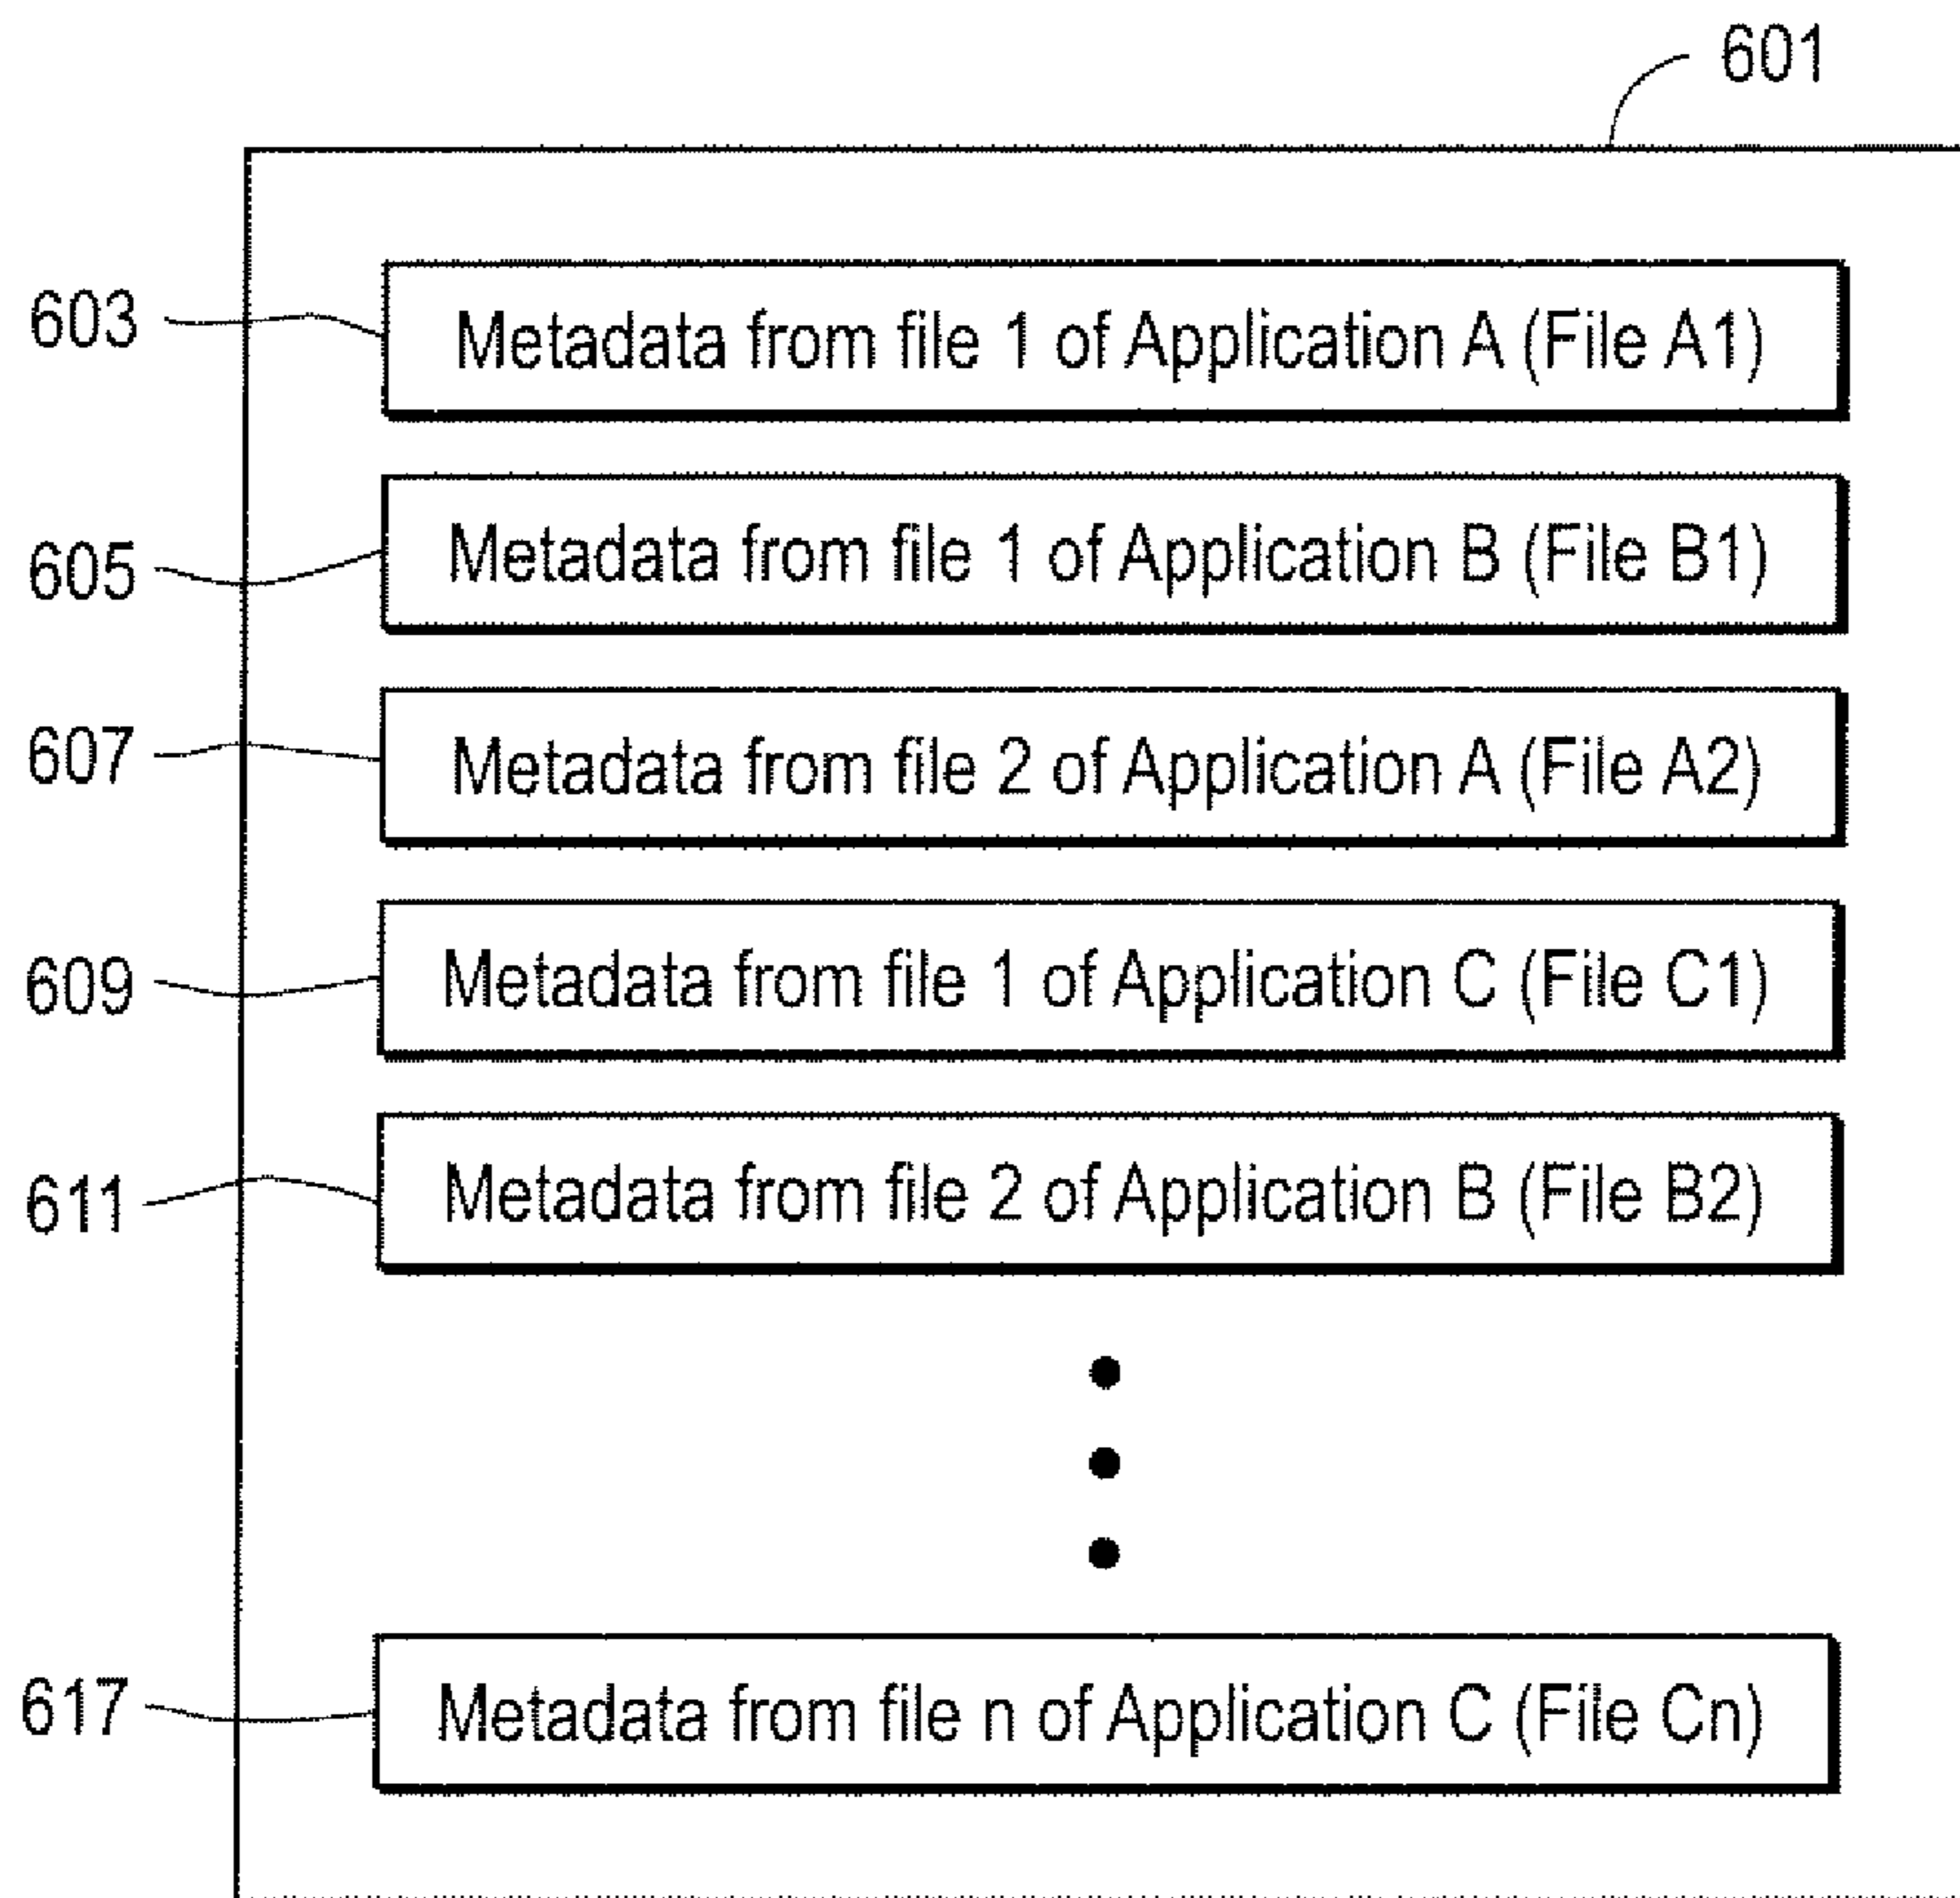 601
603 Metadata from file 1 of Application A (File A1)
605 Metadata from file 1 of Application B (File B1)
607 Metadata from file 2 of Application A (File A2)
609 Metadata from file 1 of Application C (File C1)
611 Metadata from file 2 of Application B (File B2)
617 Metadata from file n of Application C (File Cn)